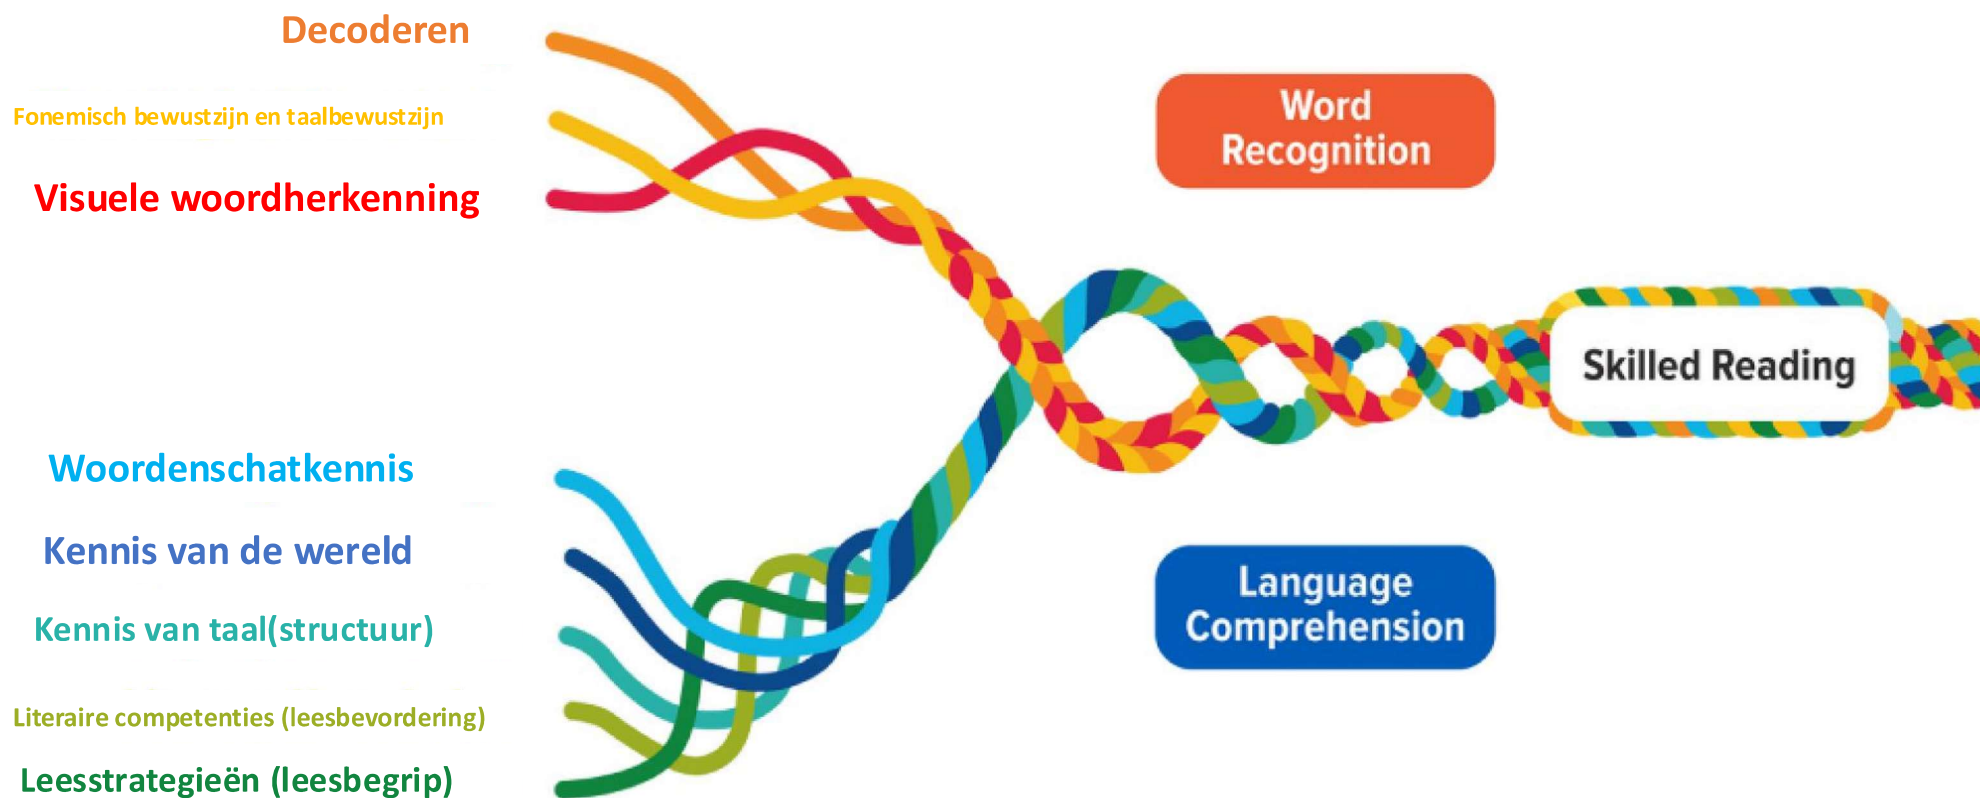 Decoderen
Fonemisch bewustzijn en taalbewustzijn
Visuele woordherkenning
Word
Recognition
Skilled Reading
Woordenschatkennis
Kennis van de wereld
Kennis van taal(structuur)
Literaire competenties (leesbevordering)
Leesstrategieën (leesbegrip)
Language
Comprehension